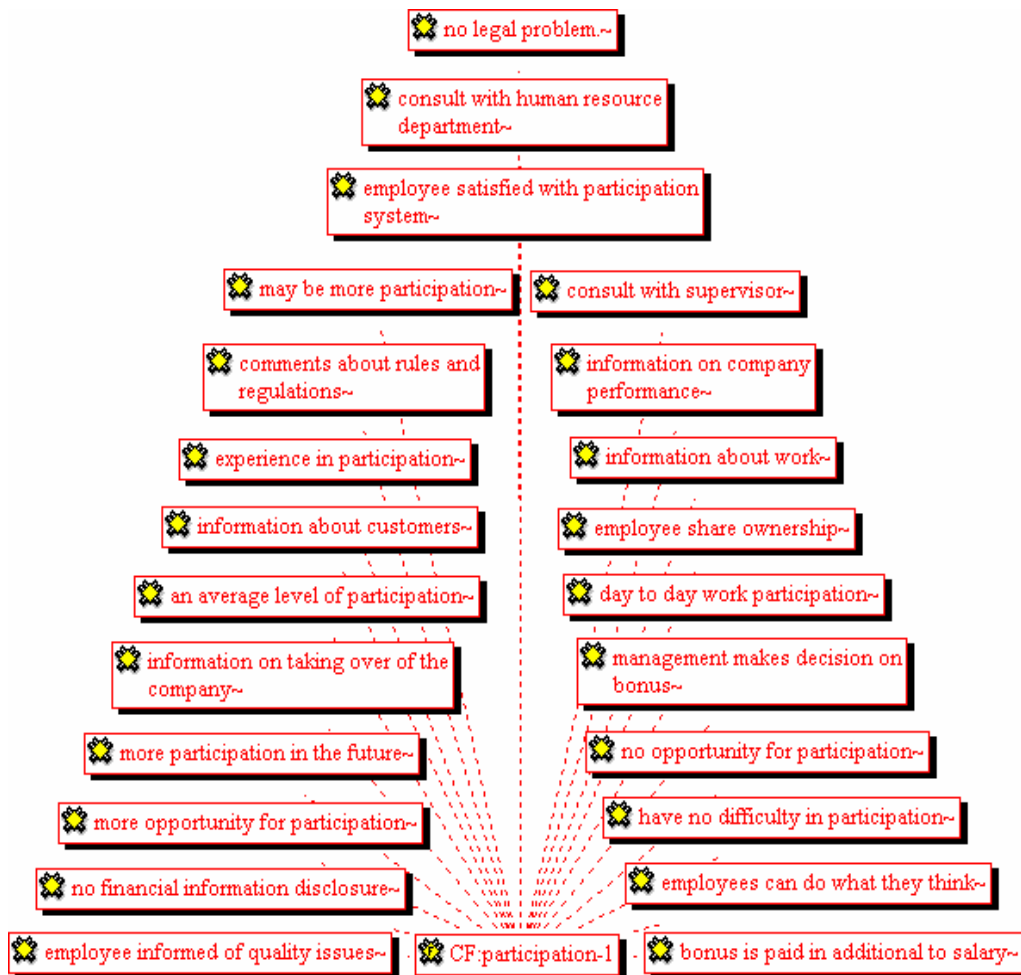 no legal problem.~
consult with human resource
department~
employee satisfied with participation
system~
may be more participation~
consult with supervisor~
comments about rules and
regulations~
information on company
performance~
experience in participation~
information about work~
information about customers~
employee share ownership~
an average level of participation~
day to day work participation~
information on taking over of the
company~
management makes decision on
bonus~
more participation in the future~
no opportunity for participation~
more opportunity for participation~
have no difficulty in participation~
no financial information disclosure~
employees can do what they think~
employee informed of quality issues~
CF:participation-1
bonus is paid in additional to salary~